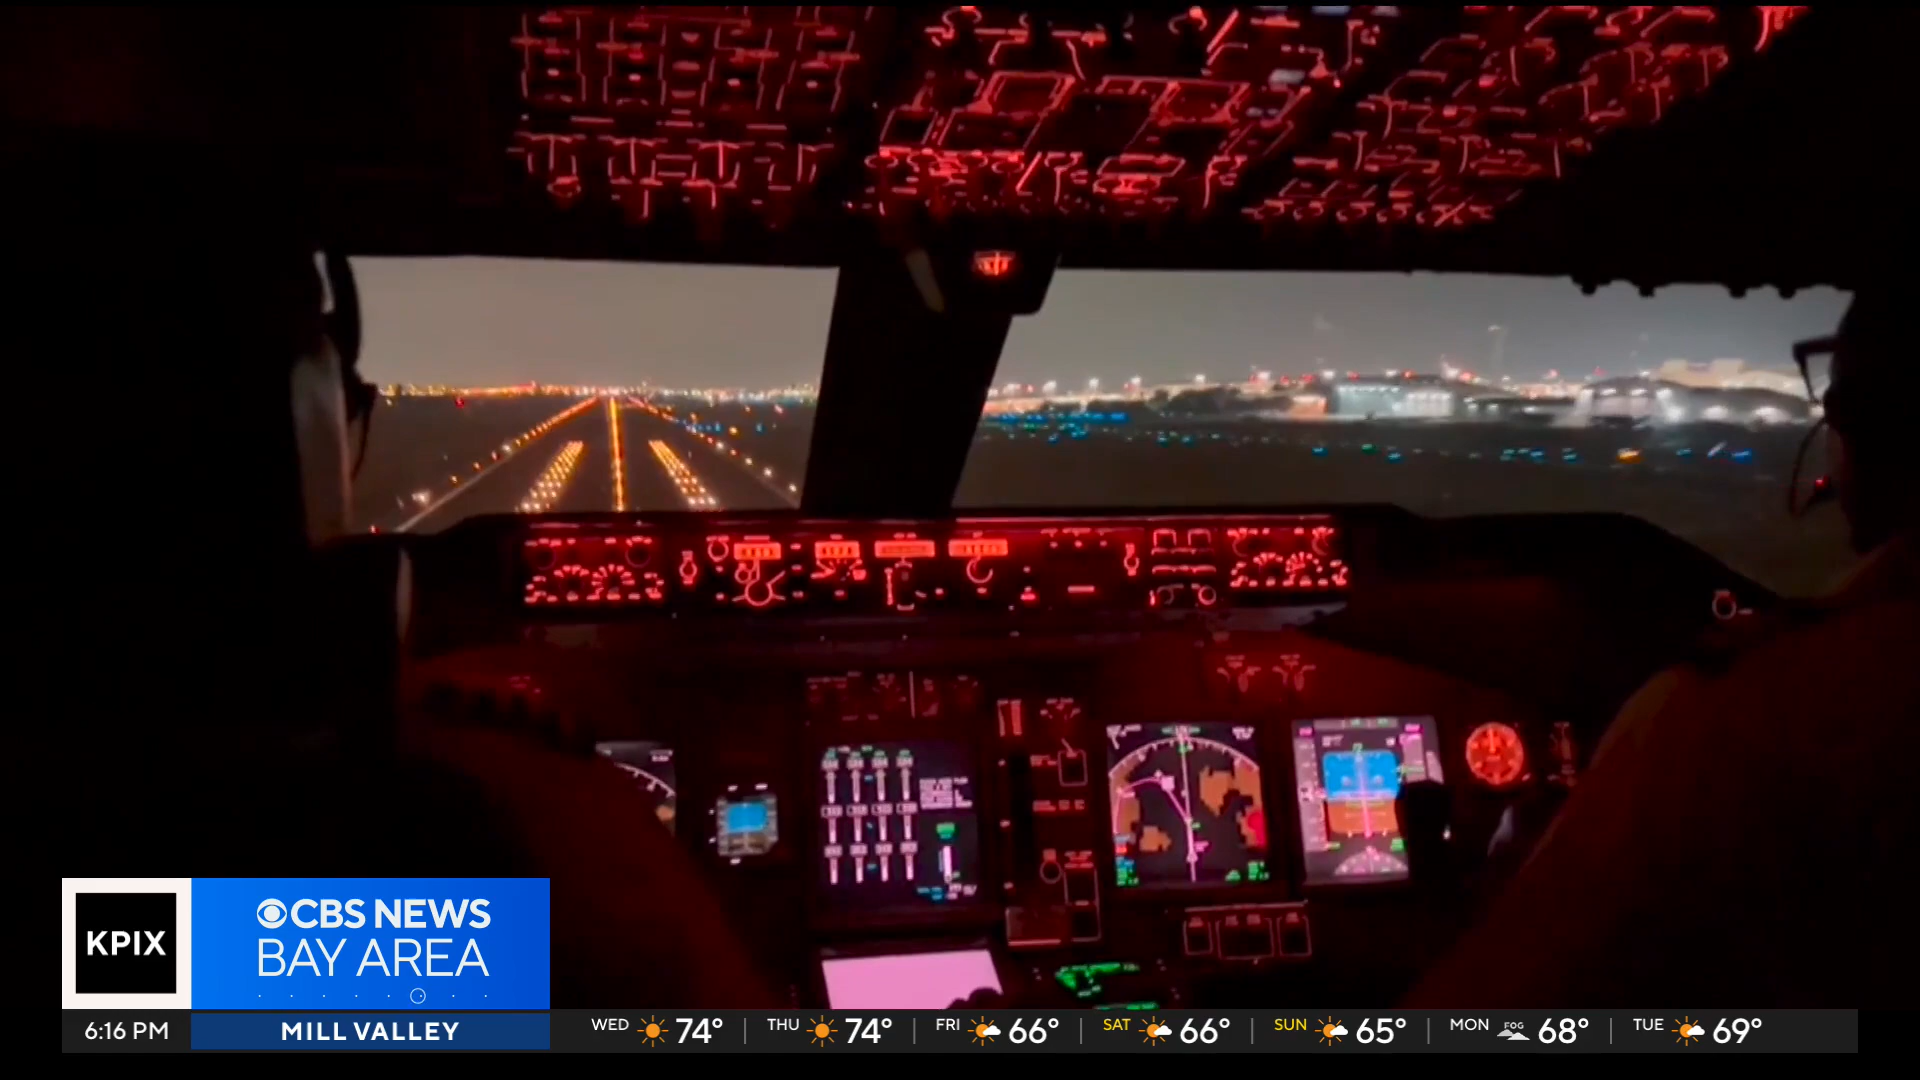 KPIX
CBS NEWS
BAY AREA
6:16 PM
MILL VALLEY
WED 74°
THU 74°
FRI 66°
SAT 66°
SUN 65°
MON FOG 68°
TUE 69°